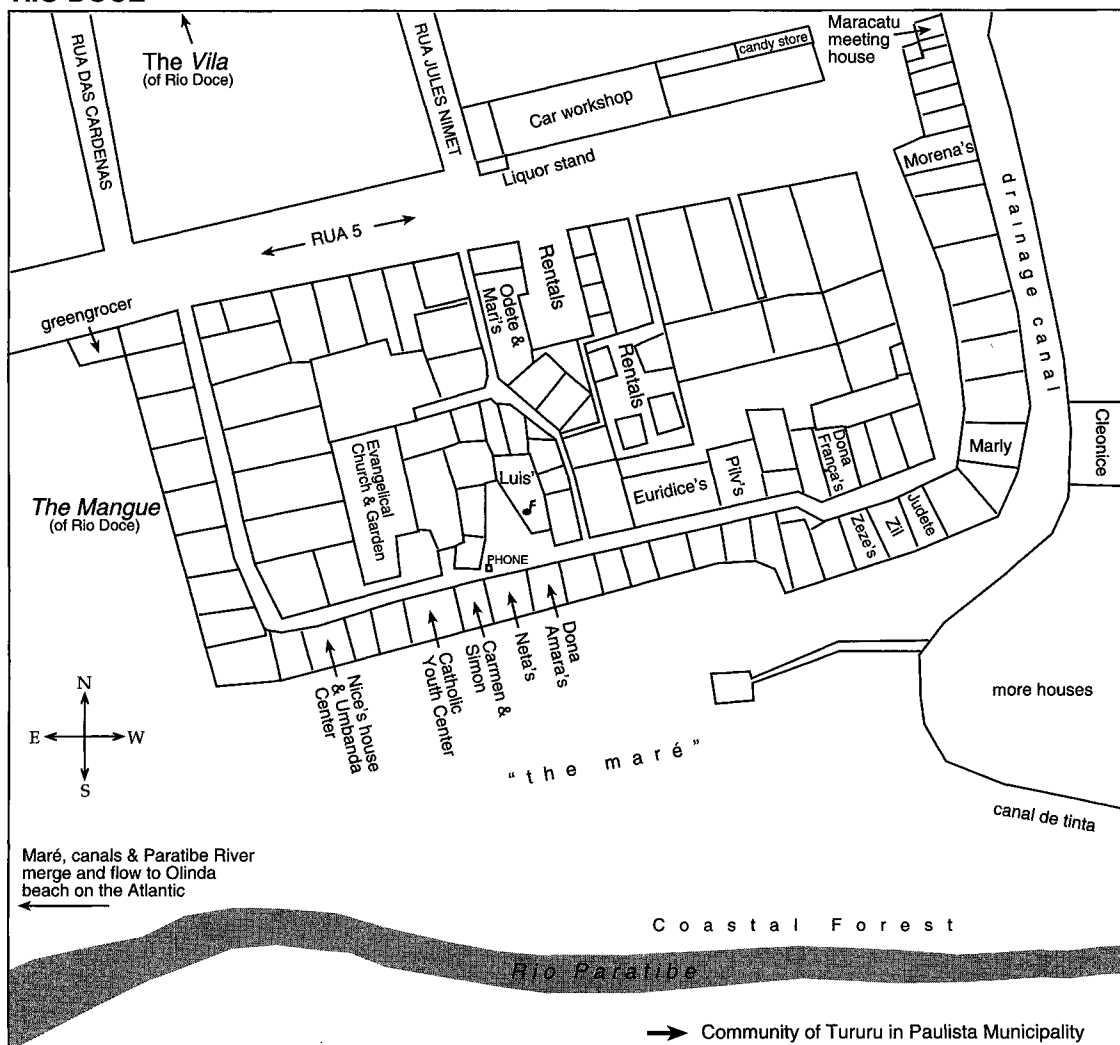 RIO DOCE
RUA DAS CARDENAS
The Vila
(of Rio Doce)
RUA JULES NIMET
candy store
Car workshop
Liquor stand
Maracatu
meeting
house
Morena's
drainage canal
RUA 5
greengrocer
Odete &
Mari's
Rentals
Rentals
The Mangue
(of Rio Doce)
Evangelical
Church & Garden
Luis'
Euridice's
Pilv's
Dona
França's
Marly
Cleonice
Zeze's
Zil
Judete
PHONE
Nice's house
& Umbanda
Center
Catholic
Youth Center
Carmen &
Simon
Neta's
Dona
Amara's
N
E
W
S
"the maré"
more houses
canal de tinta
Maré, canals & Paratibe River
merge and flow to Olinda
beach on the Atlantic
Coastal Forest
Rio Paratibe
Community of Tururu in Paulista Municipality